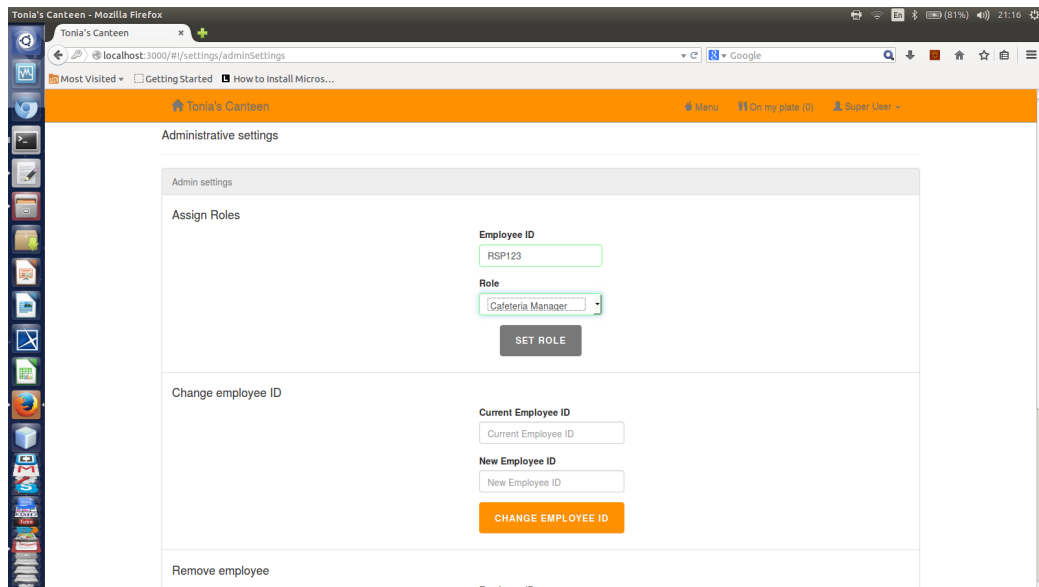 Tonia's Canteen - Mozilla Firefox
En (81%) 21:16
Tonia's Canteen
localhost:3000/#!/settings/adminSettings
Google
Most Visited Getting Started How to Install Micros...
Tonia's Canteen Menu On my plate (0) Super User
Administrative settings
Admin settings
Assign Roles
Employee ID
RSP123
Role
Cafeteria Manager
SET ROLE
Change employee ID
Current Employee ID
Current Employee ID
New Employee ID
New Employee ID
CHANGE EMPLOYEE ID
Remove employee